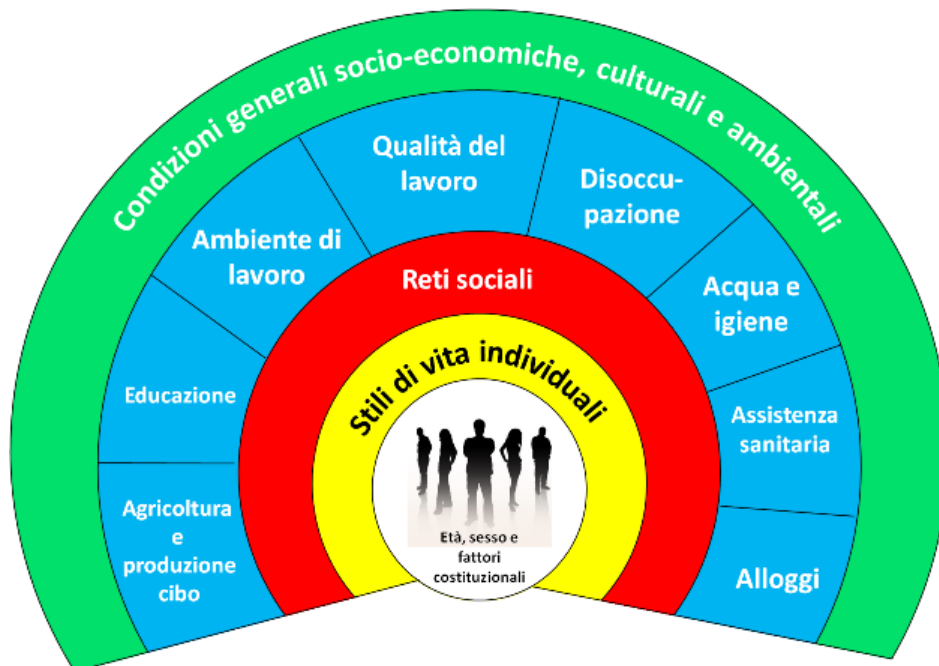 Condizioni generali socio-economiche, culturali e ambientali
Qualità del
lavoro
Disoccu-
pazione
Ambiente di
lavoro
Acqua e
igiene
Educazione
Assistenza
sanitaria
Agricoltura
e
produzione
cibo
Alloggi
Reti sociali
Stili di vita individuali
Età, sesso e
fattori
costituzionali